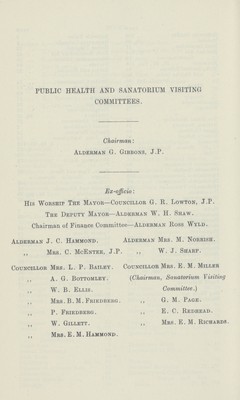 PUBLIC HEALTH AND SANATORIUM VISITING
COMMITTEES.
Chairman:
ALDERMAN G. GIBBONS, J.P.
Ex-officio:
HIS WORSHIP THE MAYOR—COUNCILLOR G. R. LOWTON, J.P.
THE DEPUTY MAYOR—ALDERMAN W. H. SHAW.
Chairman of Finance Committee—ALDERMAN ROSS WYLD.
ALDERMAN J. C. HAMMOND.
,, MRS. C. MCENTEE, J.P.
ALDERMAN MRS. M. NORRISH.
,, W. J. SHARP.
COUNCILLOR MRS. L. P. BAILEY.
,, A. G. BOTTOMLEY.
,, W. B. ELLIS.
,, MRS. B. M. FRIEDBERG.
,, P. FRIEDBERG.
,, W. GILLETT.
,, MRS. E. M. HAMMOND.
COUNCILLOR MRS. E. M. MILLER
(Chairman, Sanatorium Visiting
Committee.)
,, G. M. PAGE.
,, E. C. REDHEAD.
,, MRS. E. M. RICHARDS.